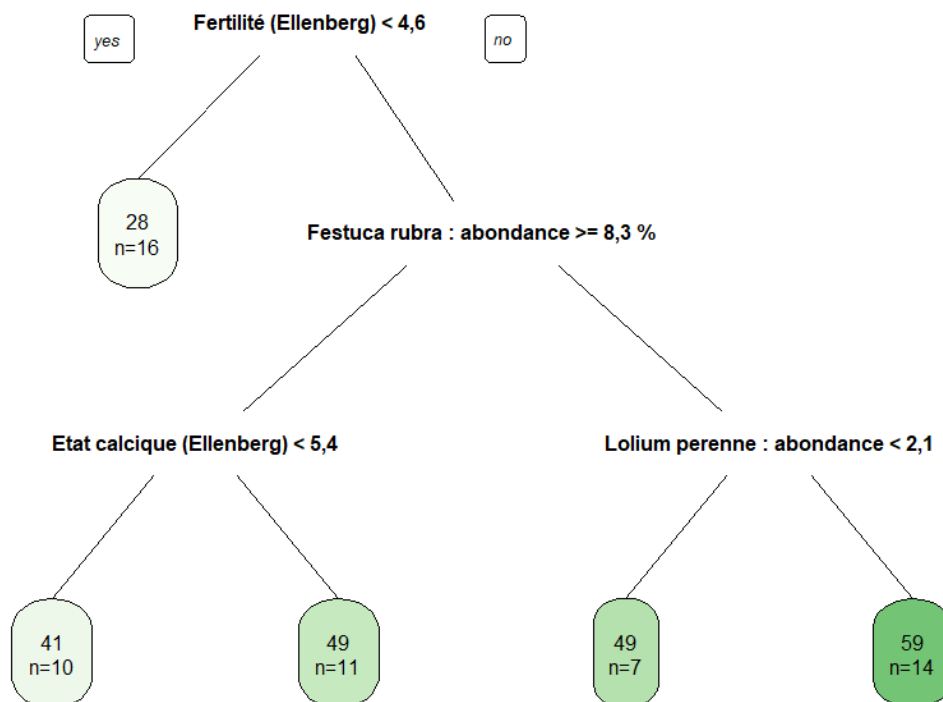 Fertilité (Ellenberg) < 4,6
yes
no
28
n=16
Festuca rubra : abondance >= 8,3 %
Etat calcique (Ellenberg) < 5,4
Lolium perenne : abondance < 2,1
41
n=10
49
n=11
49
n=7
59
n=14